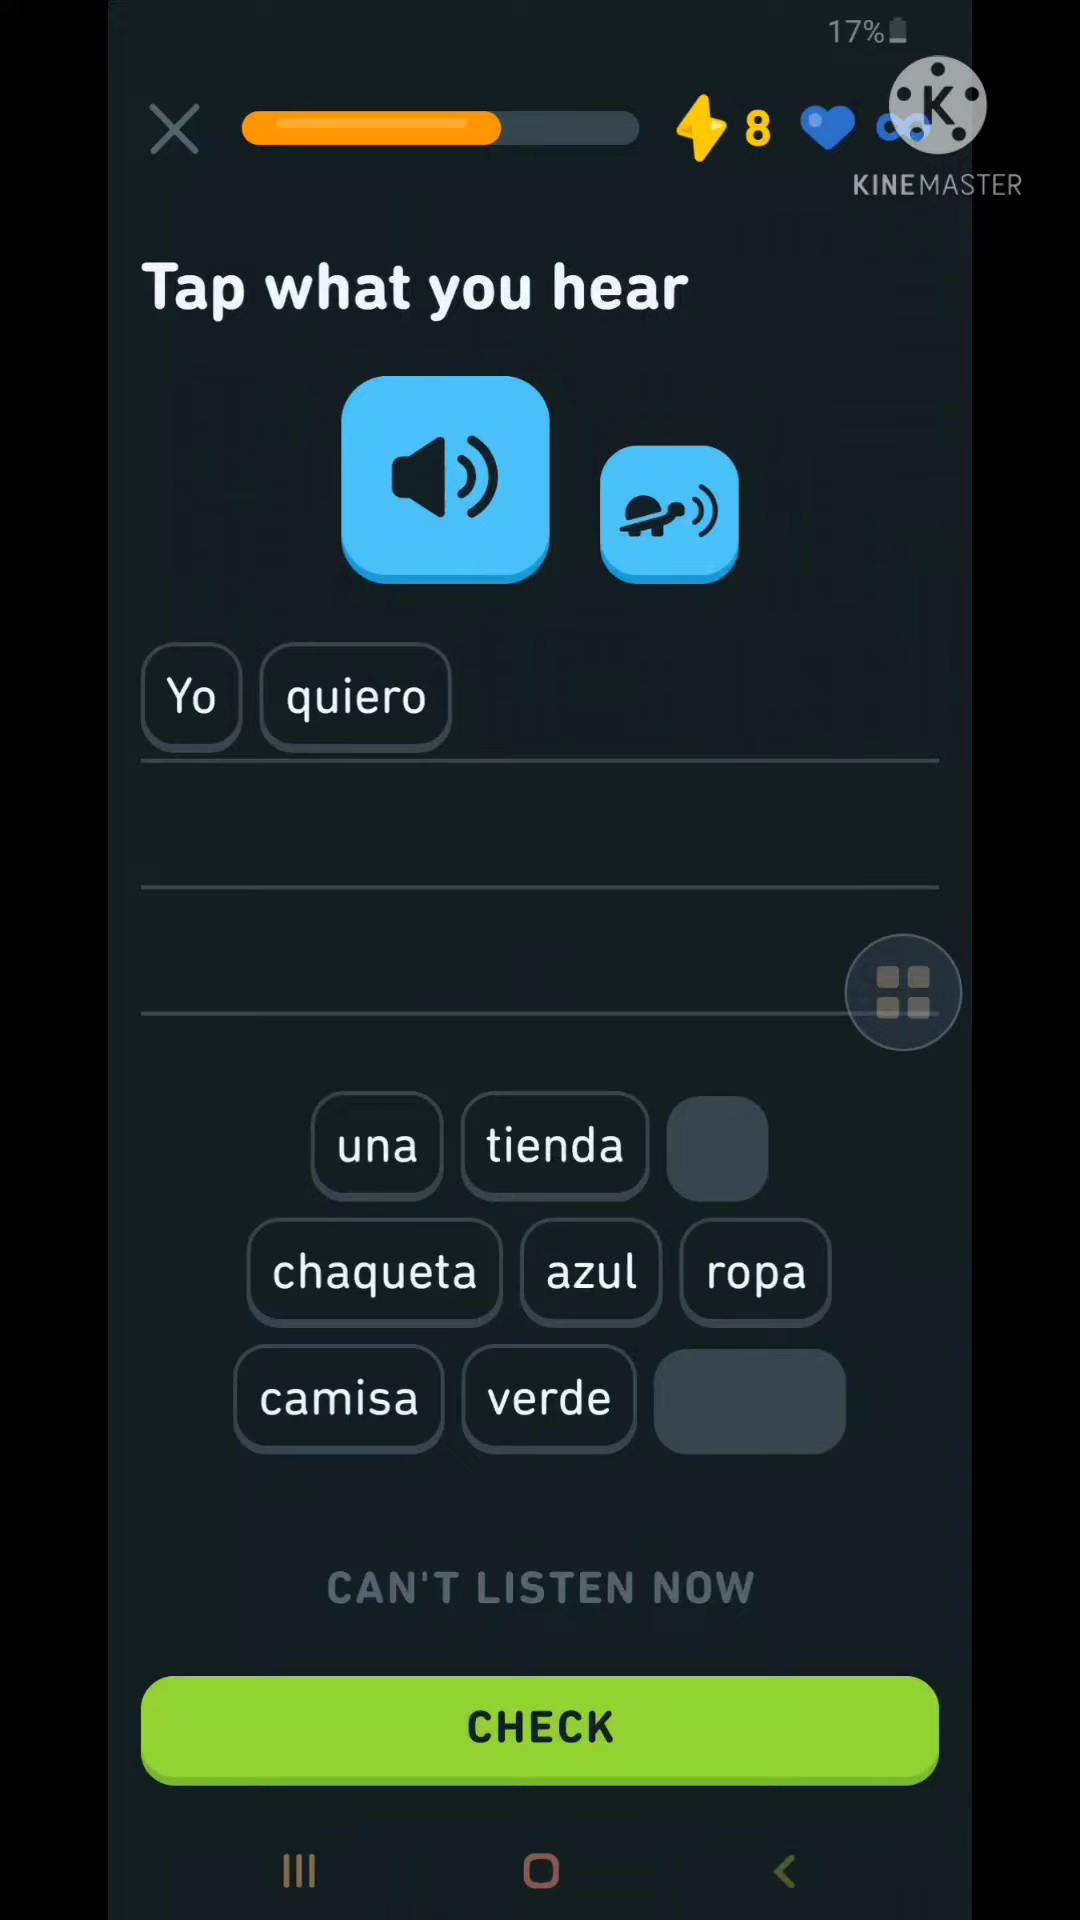 17%
8
K
KINEMASTER
Tap what you hear
Yo quiero
una tienda
chaqueta azul ropa
camisa verde
CAN'T LISTEN NOW
CHECK